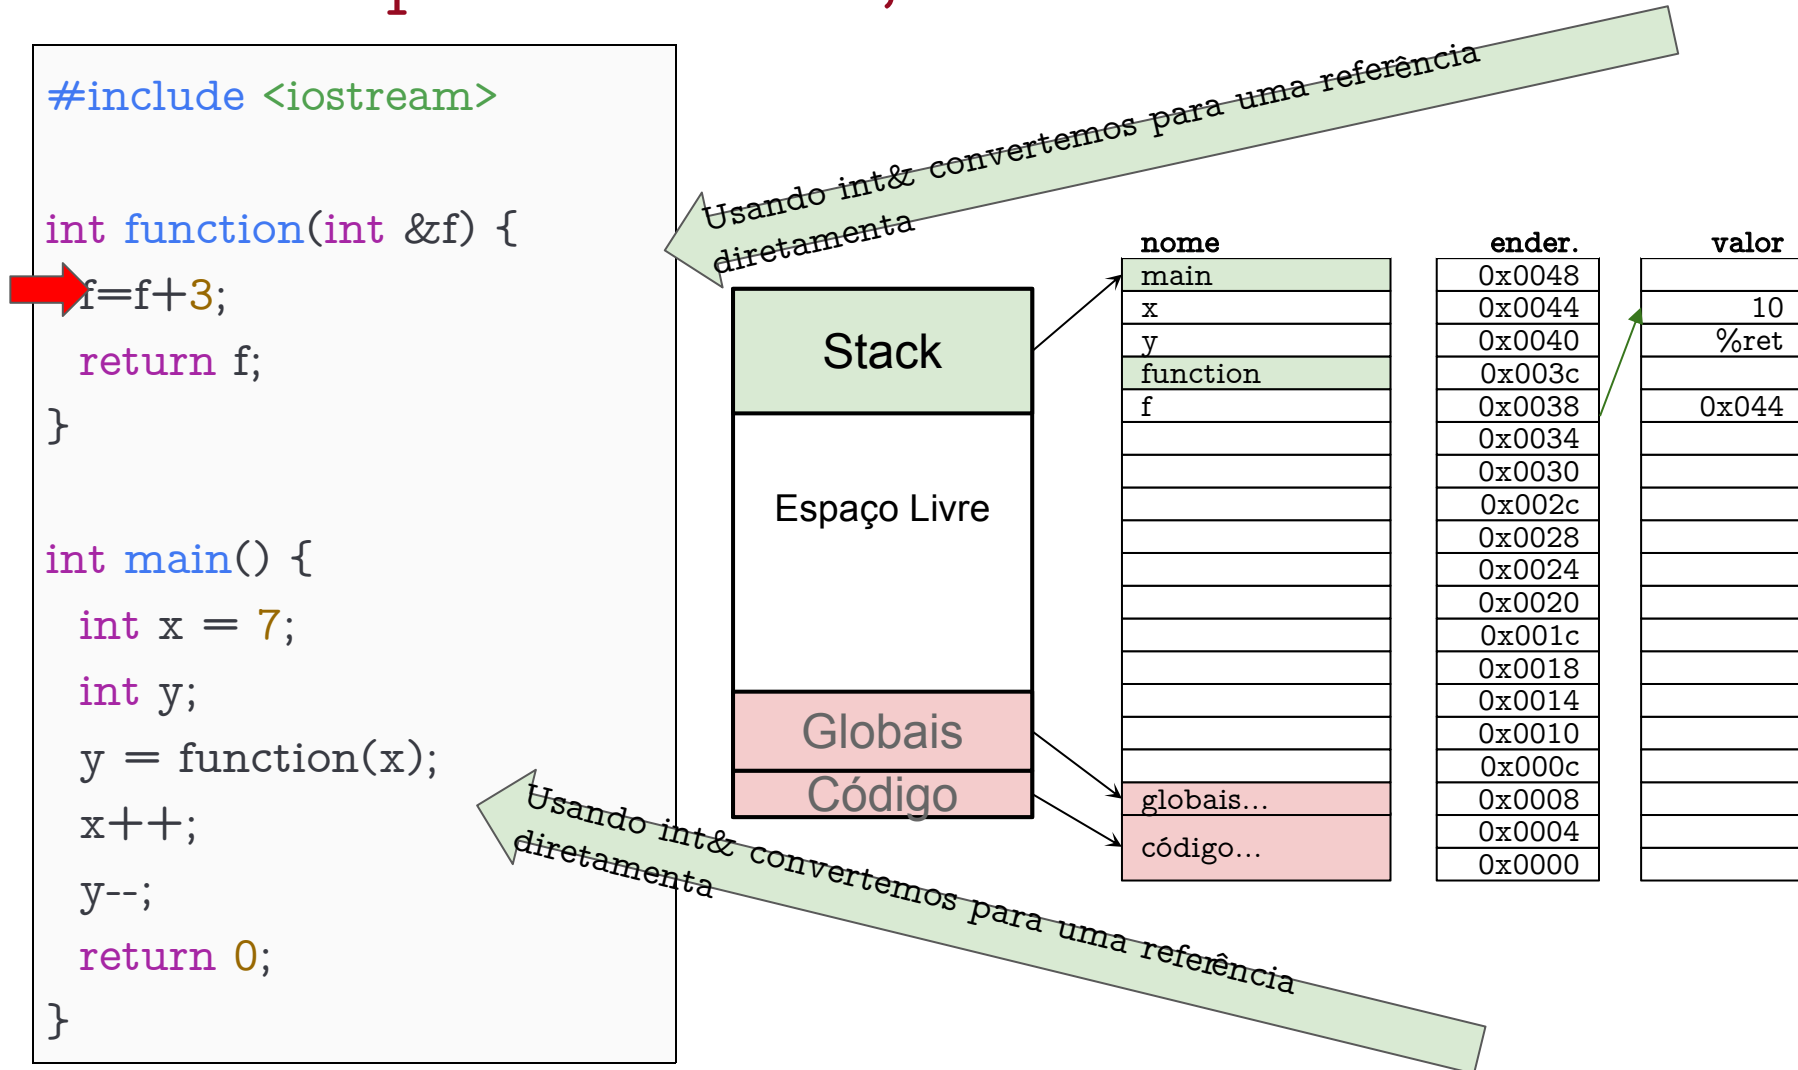 #include <iostream>
int function(int &f) {
f=f+3;
return f;
}
int main() {
int x = 7;
int y;
y = function(x);
x++;
y--;
return 0;
}
Usando int& convertemos para uma referência
diretamenta
Stack
Espaço Livre
Globais
Código
Usando int& convertemos para uma referência
diretamenta
nome ender. valor
main 0x0048
x 0x0044 10
y 0x0040 %ret
function 0x003c
f 0x0038 0x044
0x0034
0x0030
0x002c
0x0028
0x0024
0x0020
0x001c
0x0018
0x0014
0x0010
0x000c
globais... 0x0008
código... 0x0004
0x0000